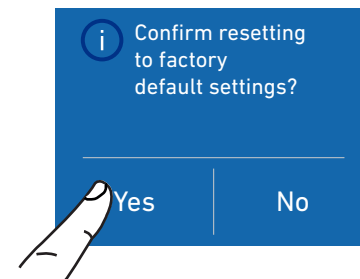 i
Confirm resetting
to factory
default settings?
Yes
No